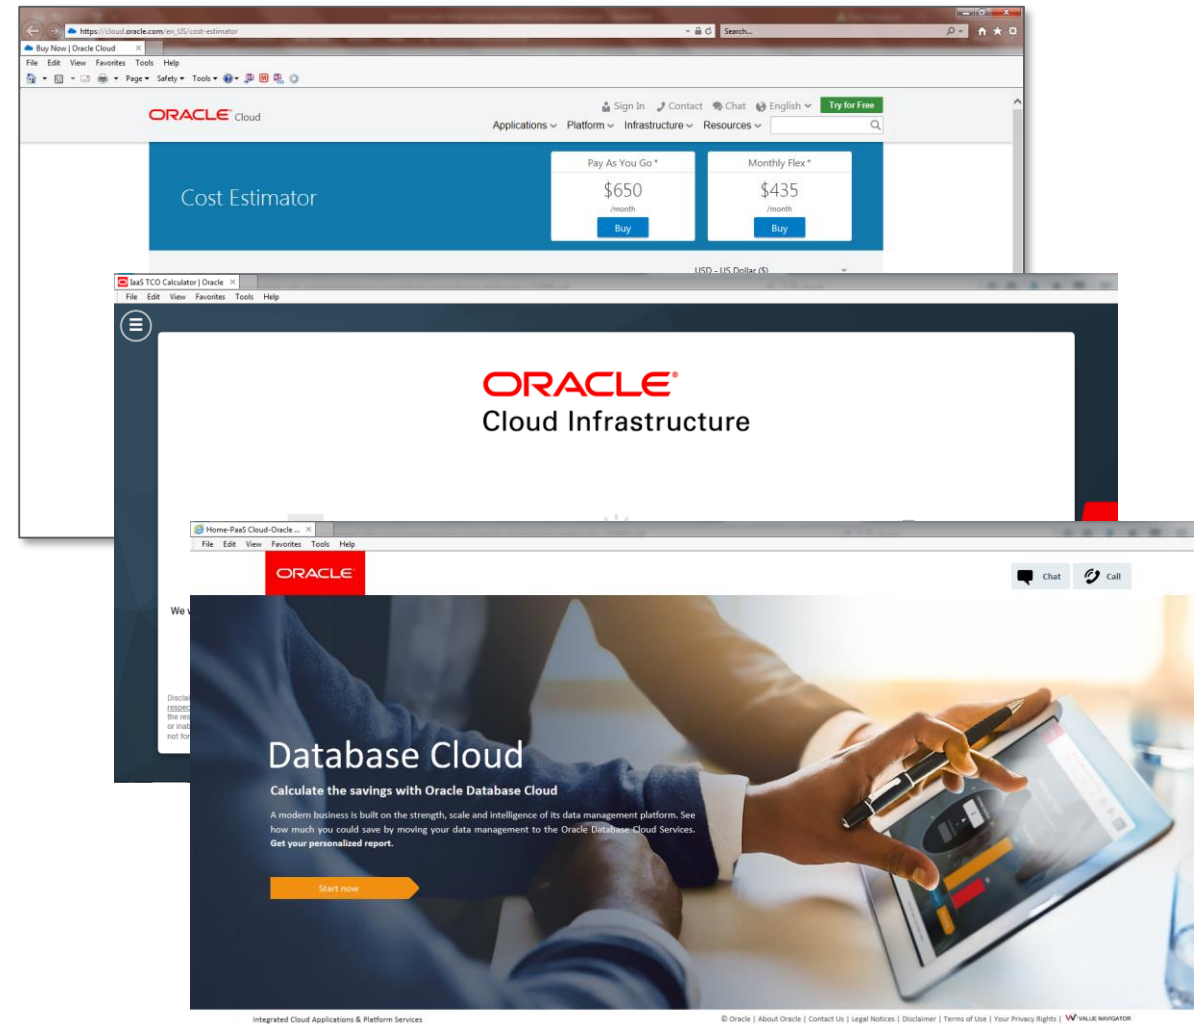 https://cloud.oracle.com/en_US/cost-estimator
Search...
Buy Now | Oracle Cloud
File Edit View Favorites Tools Help
Page Safety Tools
ORACLE Cloud
Sign In Contact Chat English Try for Free
Applications Platform Infrastructure Resources
Cost Estimator
Pay As You Go *
$650
/month
Buy
Monthly Flex *
$435
/month
Buy
USD - US Dollar ($)
IaaS TCO Calculator | Oracle
File Edit View Favorites Tools Help
ORACLE®
Cloud Infrastructure
We
Home-PaaS Cloud-Oracle ...
File Edit View Favorites Tools Help
ORACLE
Chat Call
Database Cloud
Calculate the savings with Oracle Database Cloud
A modern business is built on the strength, scale and intelligence of its data management platform. See
how much you could save by moving your data management to the Oracle Database Cloud Services.
Get your personalized report.
Start now
Integrated Cloud Applications & Platform Services
© Oracle | About Oracle | Contact Us | Legal Notices | Disclaimer | Terms of Use | Your Privacy Rights | VALUE NAVIGATOR